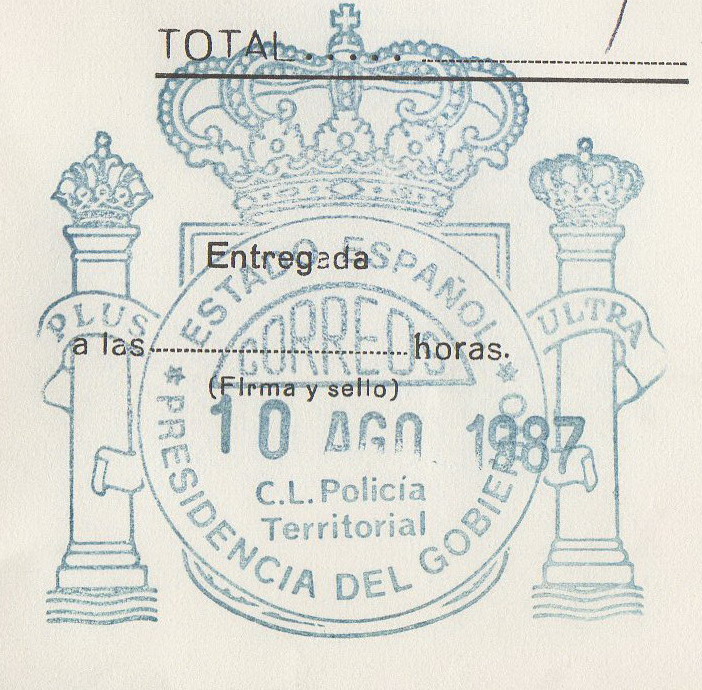 TOTAL.....
Entregada
a las horas.
(Firma y sello)
ESTADO ESPAÑOL
CORREOS
PLUS
ULTRA
10 AGO 1987
C.L. Policía
Territorial
PRESIDENCIA DEL GOBIERNO